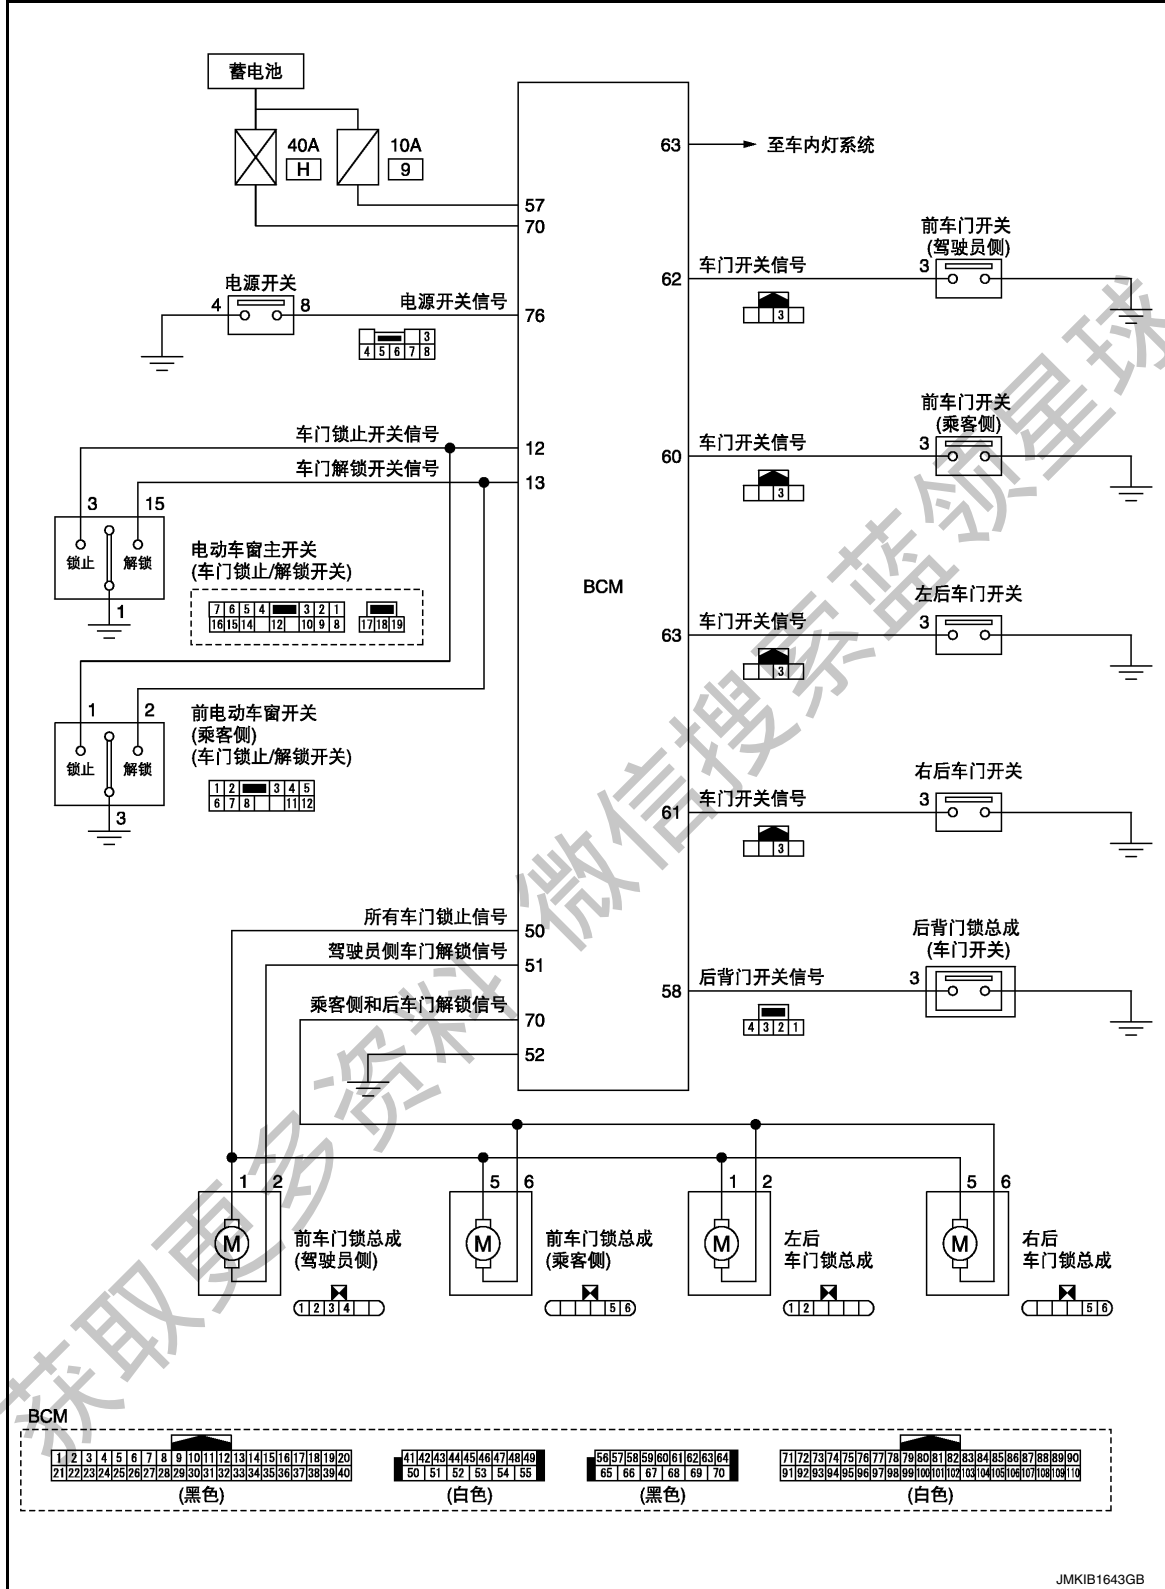 蓄电池
40A
H
10A
9
57
70
63
至车内灯系统
前车门开关
(驾驶员侧)
车门开关信号
62
3
3
电源开关
4
8
电源开关信号
76
3
4 5 6 7 8
前车门开关
(乘客侧)
车门开关信号
60
3
3
车门锁止开关信号
12
车门解锁开关信号
13
3
15
锁止
解锁
1
电动车窗主开关
(车门锁止/解锁开关)
7 6 5 4 3 2 1
16 15 14 12 10 9 8
17 18 19
BCM
左后车门开关
车门开关信号
63
3
3
1
2
锁止
解锁
3
前电动车窗开关
(乘客侧)
(车门锁止/解锁开关)
1 2 3 4 5
6 7 8 11 12
右后车门开关
车门开关信号
61
3
3
所有车门锁止信号
50
驾驶员侧车门解锁信号
51
乘客侧和后车门解锁信号
70
52
后背门锁总成
(车门开关)
后背门开关信号
58
3
4 3 2 1
1
2
M
前车门锁总成
(驾驶员侧)
1 2 3 4
5
6
M
前车门锁总成
(乘客侧)
5 6
1
2
M
左后
车门锁总成
1 2
5
6
M
右后
车门锁总成
5 6
BCM
1 2 3 4 5 6 7 8 9 10 11 12 13 14 15 16 17 18 19 20
21 22 23 24 25 26 27 28 29 30 31 32 33 34 35 36 37 38 39 40
(黑色)
41 42 43 44 45 46 47 48 49
50 51 52 53 54 55
(白色)
56 57 58 59 60 61 62 63 64
65 66 67 68 69 70
(黑色)
71 72 73 74 75 76 77 78 79 80 81 82 83 84 85 86 87 88 89 90
91 92 93 94 95 96 97 98 99 100 101 102 103 104 105 106 107 108 109 110
(白色)
JMKIB1643GB
获取更多资料 微信搜索蓝领星球